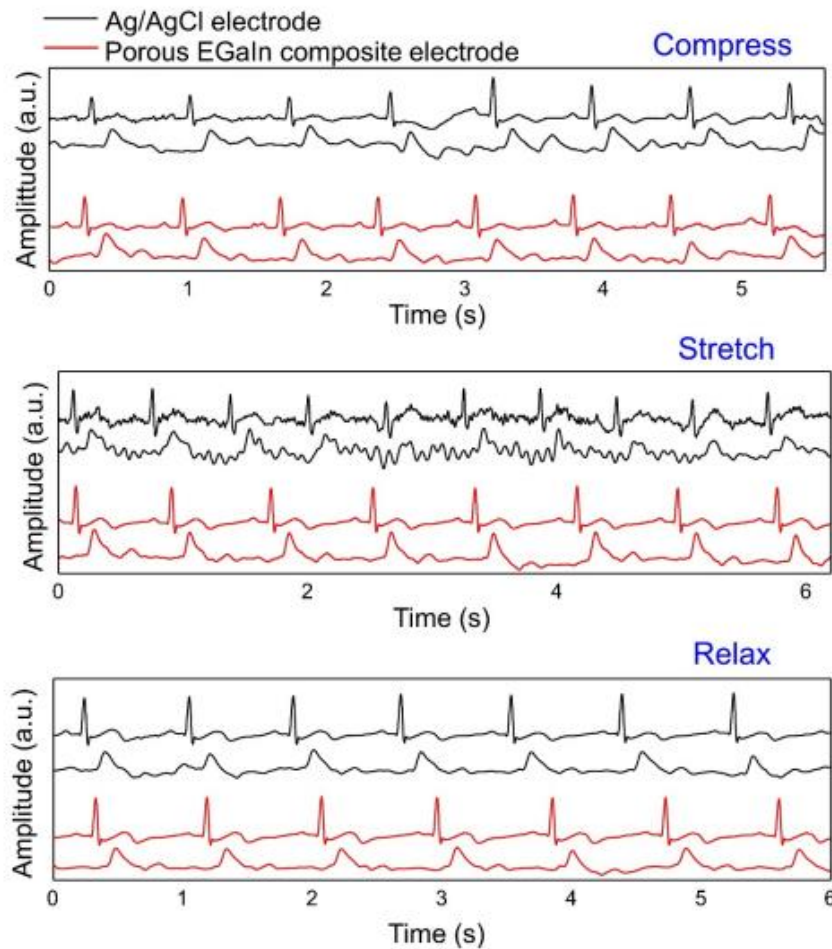 Ag/AgCl electrode
Porous EGaIn composite electrode
Compress
Amplittude (a.u.)
0 1 2 3 4 5
Time (s)
Stretch
Amplitude (a.u.)
0 2 4 6
Time (s)
Relax
Amplitude (a.u.)
0 1 2 3 4 5 6
Time (s)